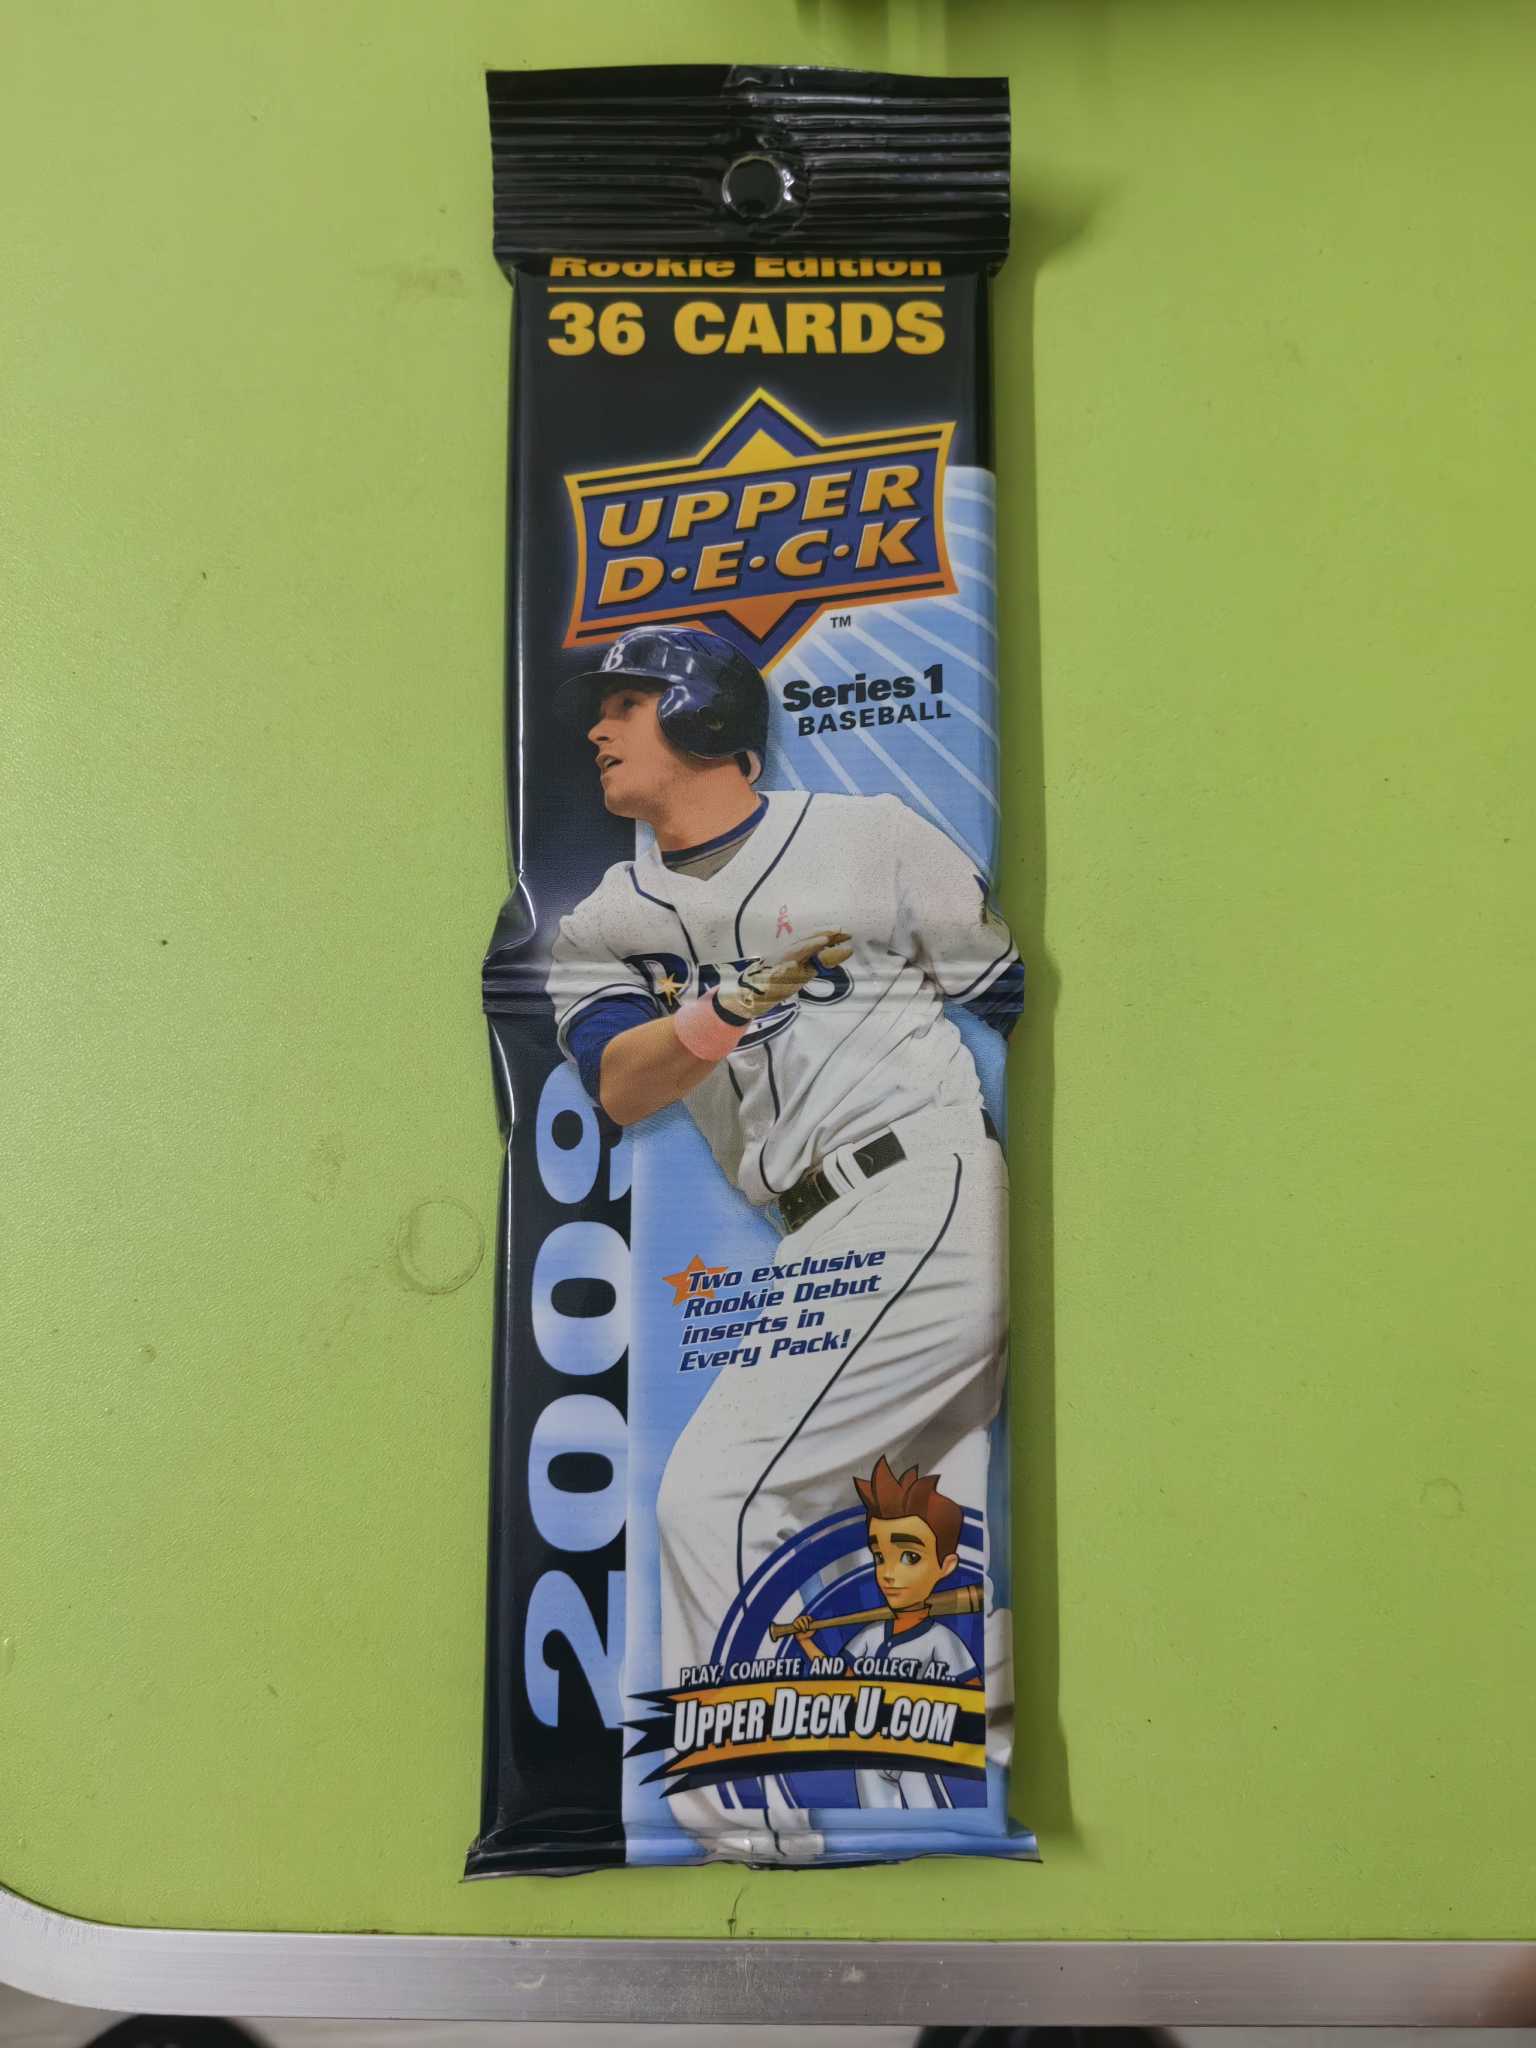 Rookie Edition
36 CARDS
UPPER
D·E·C·K
TM
Series 1
BASEBALL
B
RAYS
2009
Two exclusive
Rookie Debut
inserts in
Every Pack!
PLAY, COMPETE AND COLLECT AT...
UPPER DECK U.COM